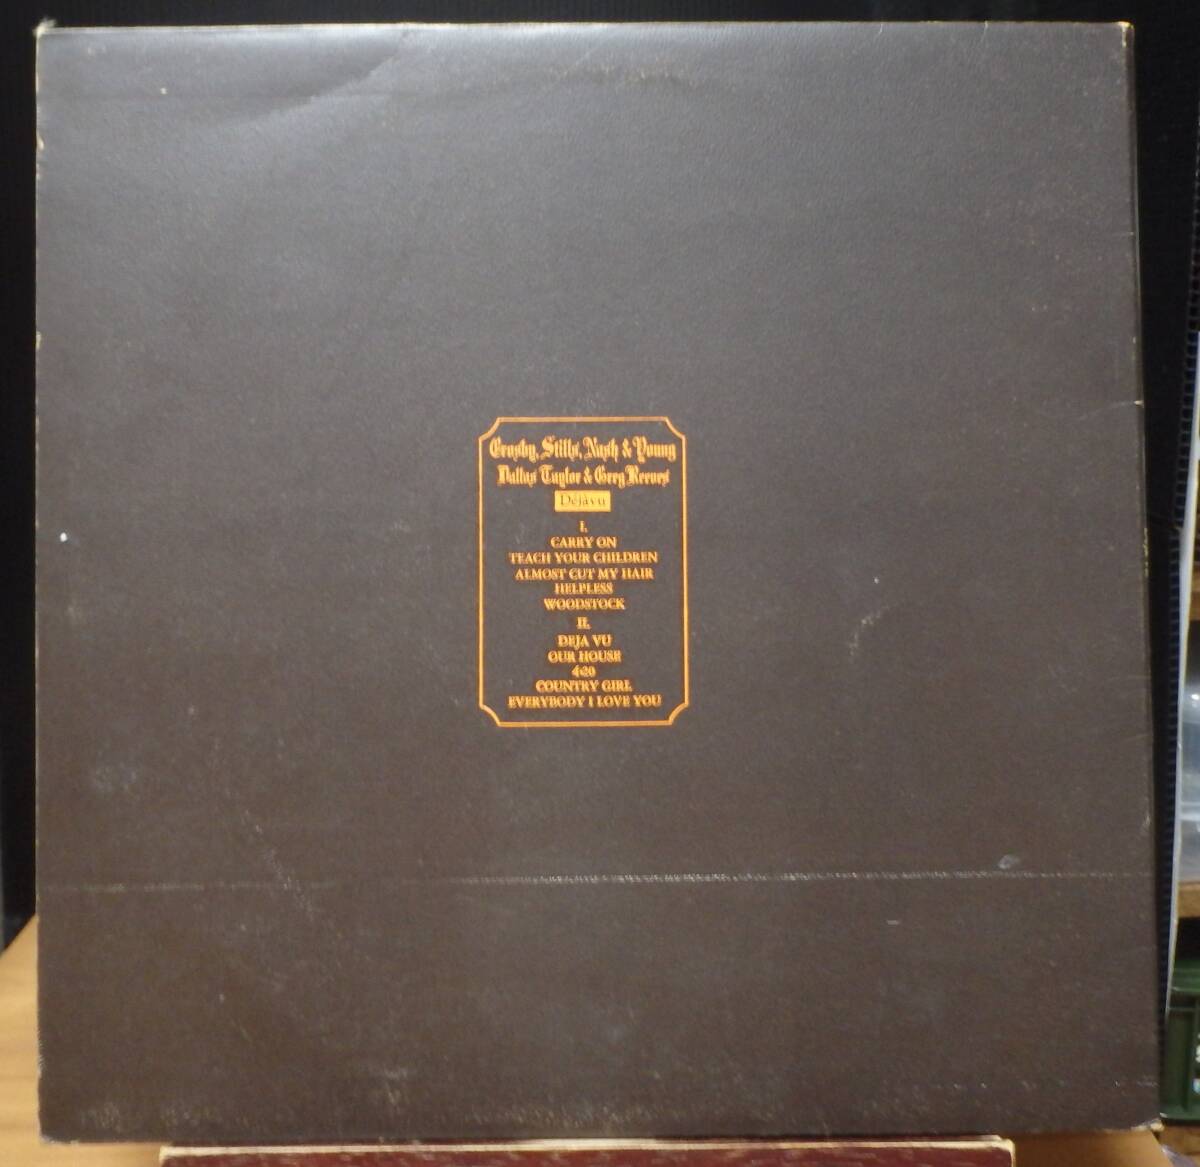 Crosby, Stills, Nash & Young
Dallas Taylor & Greg Reeves
Déjà vu
I.
CARRY ON
TEACH YOUR CHILDREN
ALMOST CUT MY HAIR
HELPLESS
WOODSTOCK
II.
DEJA VU
OUR HOUSE
4+20
COUNTRY GIRL
EVERYBODY I LOVE YOU